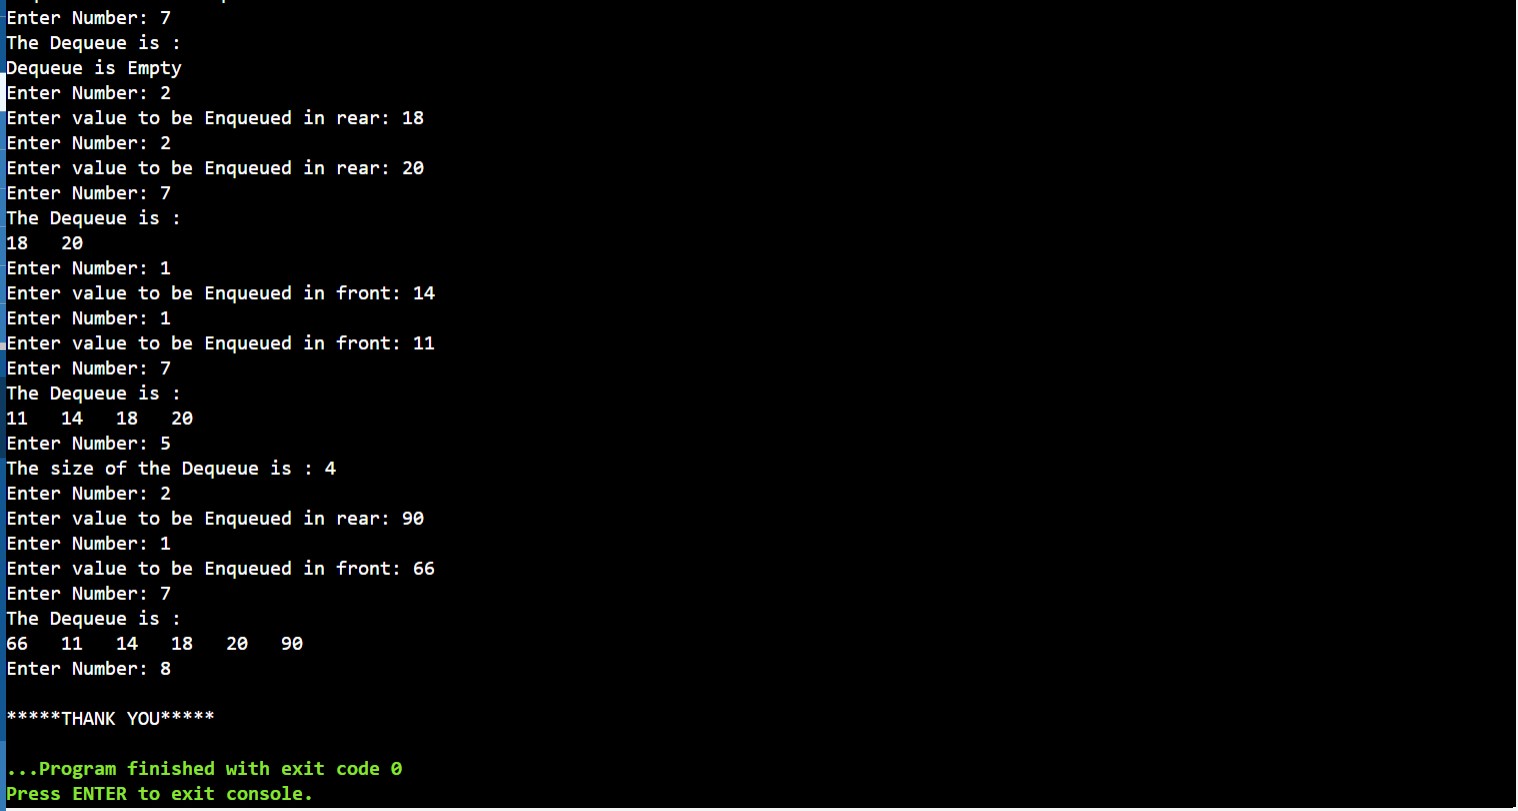 Enter Number: 7
The Dequeue is :
Dequeue is Empty
Enter Number: 2
Enter value to be Enqueued in rear: 18
Enter Number: 2
Enter value to be Enqueued in rear: 20
Enter Number: 7
The Dequeue is :
18   20
Enter Number: 1
Enter value to be Enqueued in front: 14
Enter Number: 1
Enter value to be Enqueued in front: 11
Enter Number: 7
The Dequeue is :
11   14   18   20
Enter Number: 5
The size of the Dequeue is : 4
Enter Number: 2
Enter value to be Enqueued in rear: 90
Enter Number: 1
Enter value to be Enqueued in front: 66
Enter Number: 7
The Dequeue is :
66   11   14   18   20   90
Enter Number: 8
*****THANK YOU*****
...Program finished with exit code 0
Press ENTER to exit console.